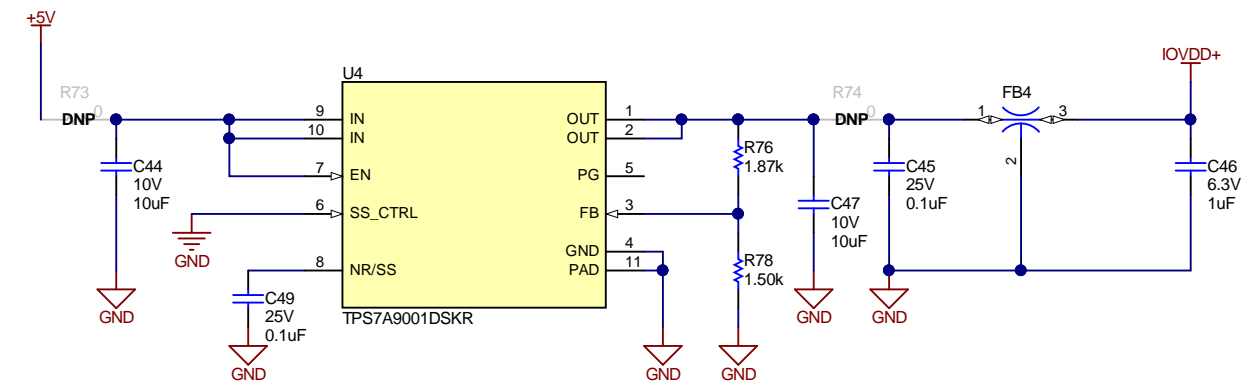 +5V
R73
0
DNP
C44
10V
10uF
GND
GND
C49
25V
0.1uF
GND
U4
9 IN
10 IN
7 EN
6 SS_CTRL
8 NR/SS
OUT 1
OUT 2
PG 5
FB 3
GND 4
PAD 11
TPS7A9001DSKR
GND
R76
1.87k
R78
1.50k
GND
C47
10V
10uF
GND
R74
0
DNP
C45
25V
0.1uF
GND
FB4
1
3
2
IOVDD+
C46
6.3V
1uF